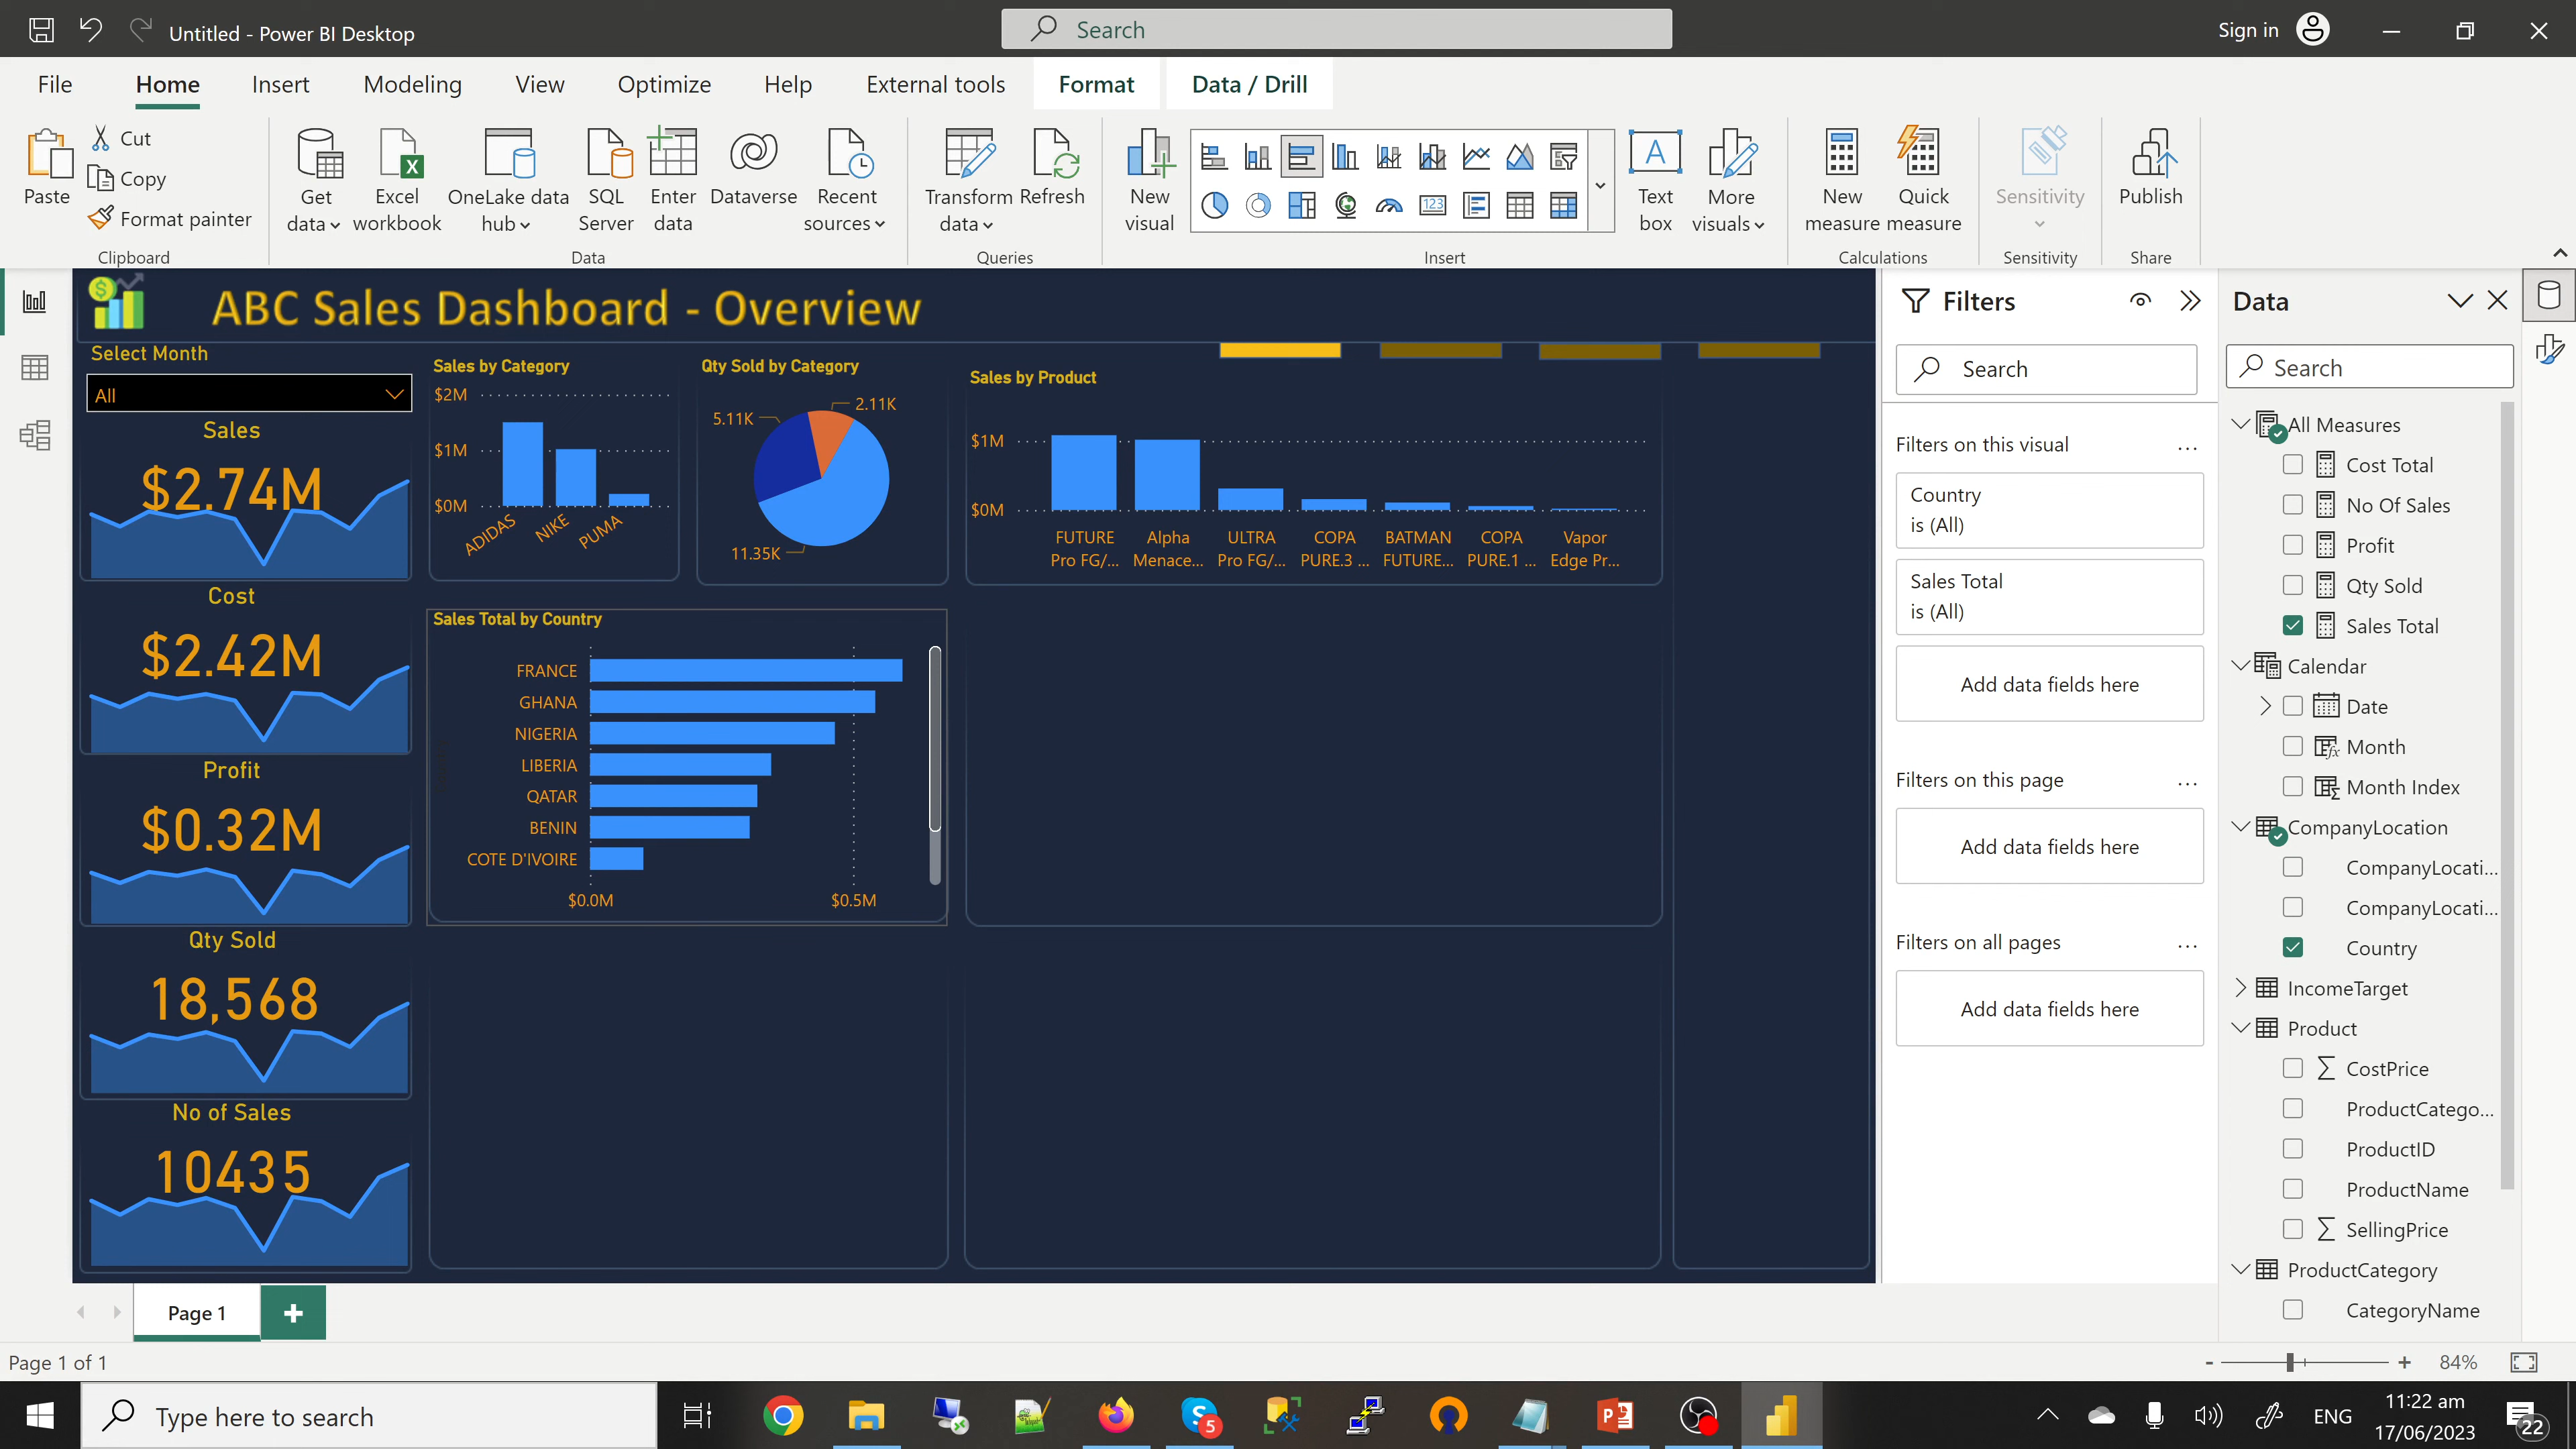 Untitled - Power BI Desktop
Search
Sign in
File
Home
Insert
Modeling
View
Optimize
Help
External tools
Format
Data / Drill
Paste
Cut
Copy
Format painter
Clipboard
Get data
Excel workbook
OneLake data hub
SQL Server
Enter data
Dataverse
Recent sources
Data
Transform data
Refresh
Queries
New visual
Text box
More visuals
Insert
New measure
Quick measure
Calculations
Sensitivity
Sensitivity
Publish
Share
ABC Sales Dashboard - Overview
Select Month
All
Sales
$2.74M
Cost
$2.42M
Profit
$0.32M
Qty Sold
18,568
No of Sales
10435
Sales by Category
$2M
$1M
$0M
ADIDAS
NIKE
PUMA
Qty Sold by Category
2.11K
5.11K
11.35K
Sales by Product
$1M
$0M
FUTURE Pro FG/...
Alpha Menace...
ULTRA Pro FG/...
COPA PURE.3 ...
BATMAN FUTURE...
COPA PURE.1 ...
Vapor Edge Pr...
Sales Total by Country
FRANCE
GHANA
NIGERIA
LIBERIA
QATAR
BENIN
COTE D'IVOIRE
$0.0M
$0.5M
Filters
Search
Filters on this visual
...
Country
is (All)
Sales Total
is (All)
Add data fields here
Filters on this page
...
Add data fields here
Filters on all pages
...
Add data fields here
Data
Search
All Measures
Cost Total
No Of Sales
Profit
Qty Sold
Sales Total
Calendar
Date
Month
Month Index
CompanyLocation
CompanyLocati...
CompanyLocati...
Country
IncomeTarget
Product
CostPrice
ProductCatego...
ProductID
ProductName
SellingPrice
ProductCategory
CategoryName
Page 1
Page 1 of 1
- + 84%
Type here to search
5
ENG
11:22 am
17/06/2023
22